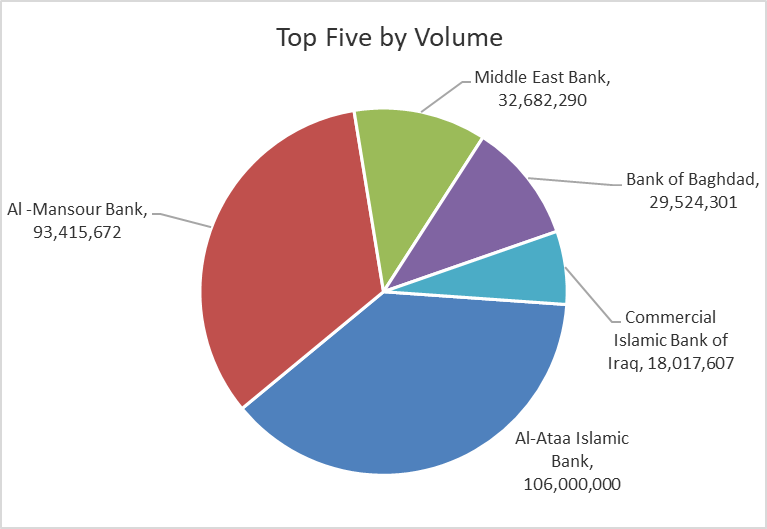 Top Five by Volume
Middle East Bank,
32,682,290
Bank of Baghdad,
29,524,301
Al -Mansour Bank,
93,415,672
Commercial
Islamic Bank of
Iraq, 18,017,607
Al-Ataa Islamic
Bank,
106,000,000